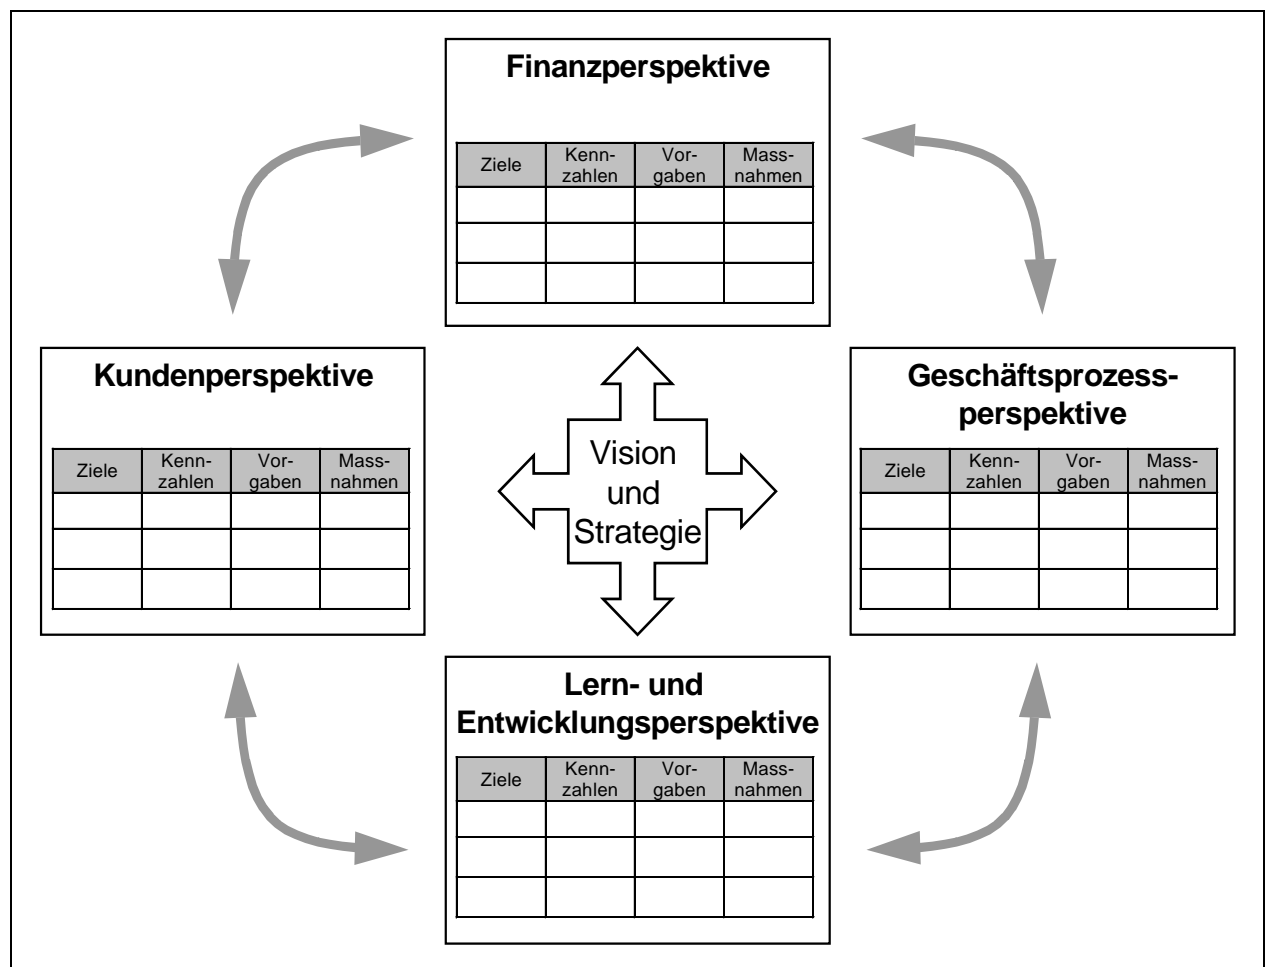 Finanzperspektive
Ziele
Kenn-
zahlen
Vor-
gaben
Mass-
nahmen
Kundenperspektive
Ziele
Kenn-
zahlen
Vor-
gaben
Mass-
nahmen
Vision
und
Strategie
Geschäftsprozess-
perspektive
Ziele
Kenn-
zahlen
Vor-
gaben
Mass-
nahmen
Lern- und
Entwicklungsperspektive
Ziele
Kenn-
zahlen
Vor-
gaben
Mass-
nahmen